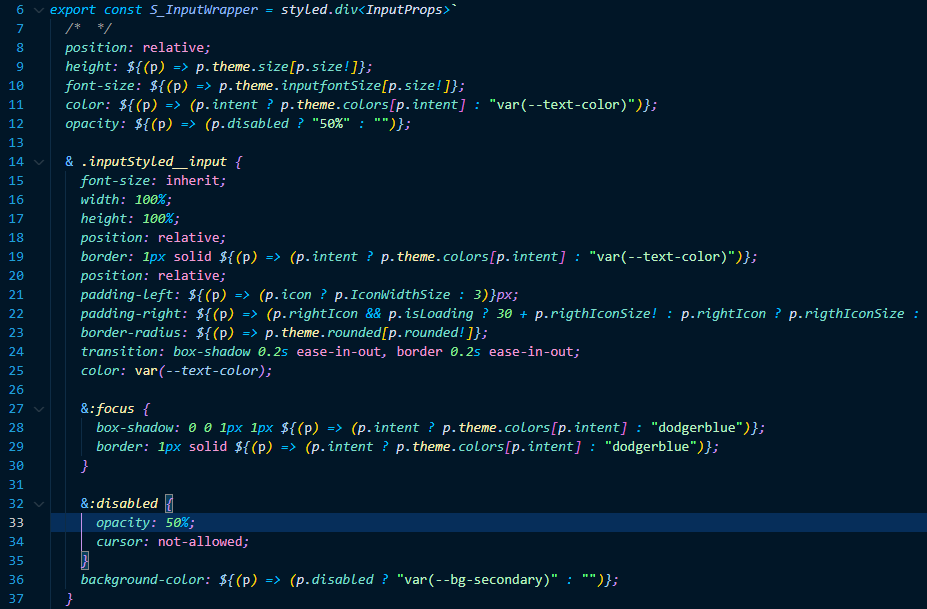 6 export const S_InputWrapper = styled.div<InputProps>`
7 /*  */
8 position: relative;
9 height: ${(p) => p.theme.size[p.size!]};
10 font-size: ${(p) => p.theme.inputfontSize[p.size!]};
11 color: ${(p) => (p.intent ? p.theme.colors[p.intent] : "var(--text-color)")};
12 opacity: ${(p) => (p.disabled ? "50%" : "")};
13
14 & .inputStyled__input {
15 font-size: inherit;
16 width: 100%;
17 height: 100%;
18 position: relative;
19 border: 1px solid ${(p) => (p.intent ? p.theme.colors[p.intent] : "var(--text-color)")};
20 position: relative;
21 padding-left: ${(p) => (p.icon ? p.IconWidthSize : 3)}px;
22 padding-right: ${(p) => (p.rightIcon && p.isLoading ? 30 + p.rigthIconSize! : p.rightIcon ? p.rigthIconSize :
23 border-radius: ${(p) => p.theme.rounded[p.rounded!]};
24 transition: box-shadow 0.2s ease-in-out, border 0.2s ease-in-out;
25 color: var(--text-color);
26
27 &:focus {
28 box-shadow: 0 0 1px 1px ${(p) => (p.intent ? p.theme.colors[p.intent] : "dodgerblue")};
29 border: 1px solid ${(p) => (p.intent ? p.theme.colors[p.intent] : "dodgerblue")};
30 }
31
32 &:disabled {
33 opacity: 50%;
34 cursor: not-allowed;
35 }
36 background-color: ${(p) => (p.disabled ? "var(--bg-secondary)" : "")};
37 }